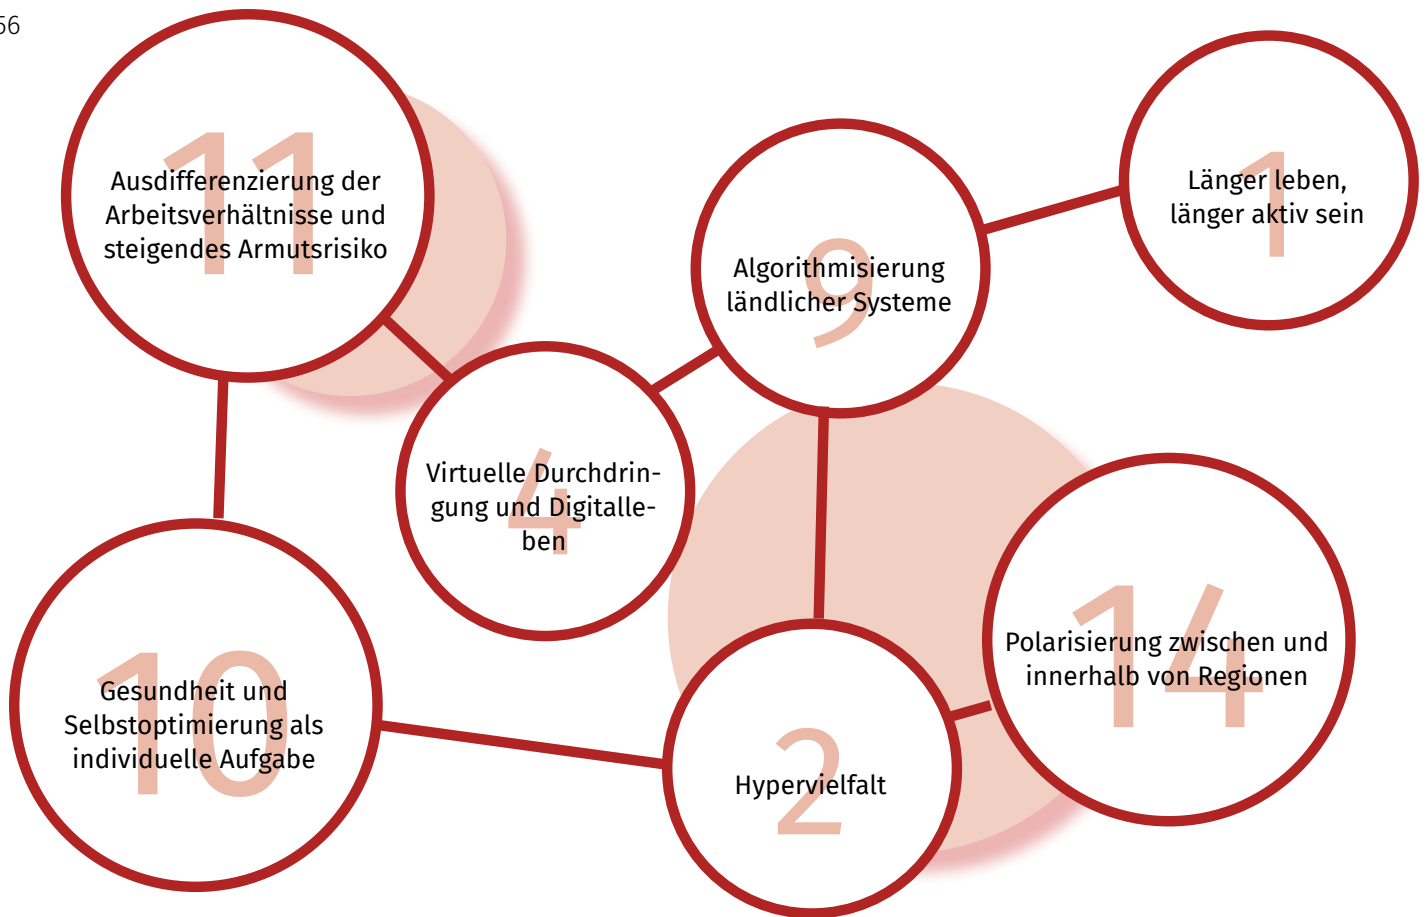 56
11
Ausdifferenzierung der
Arbeitsverhältnisse und
steigendes Armutsrisiko
9
Algorithmisierung
ländlicher Systeme
1
Länger leben,
länger aktiv sein
4
Virtuelle Durchdrin-
gung und Digitalle-
ben
10
Gesundheit und
Selbstoptimierung als
individuelle Aufgabe
2
Hypervielfalt
14
Polarisierung zwischen und
innerhalb von Regionen